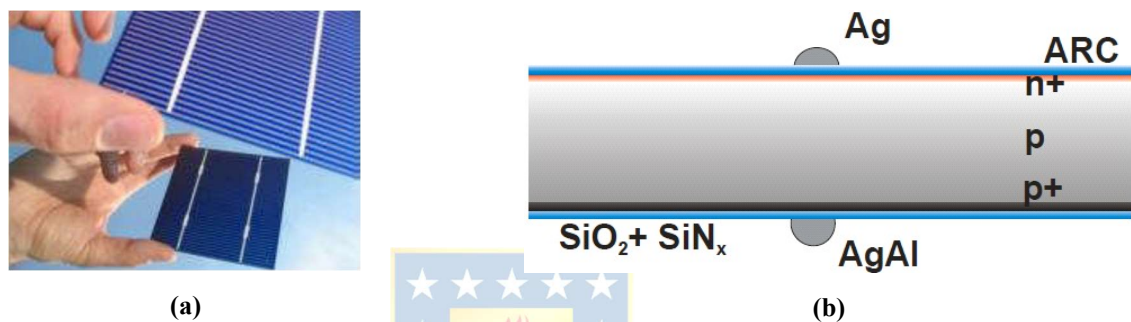 Ag
ARC
n+
p
p+
SiO₂+ SiNₓ
AgAl
(a)
(b)